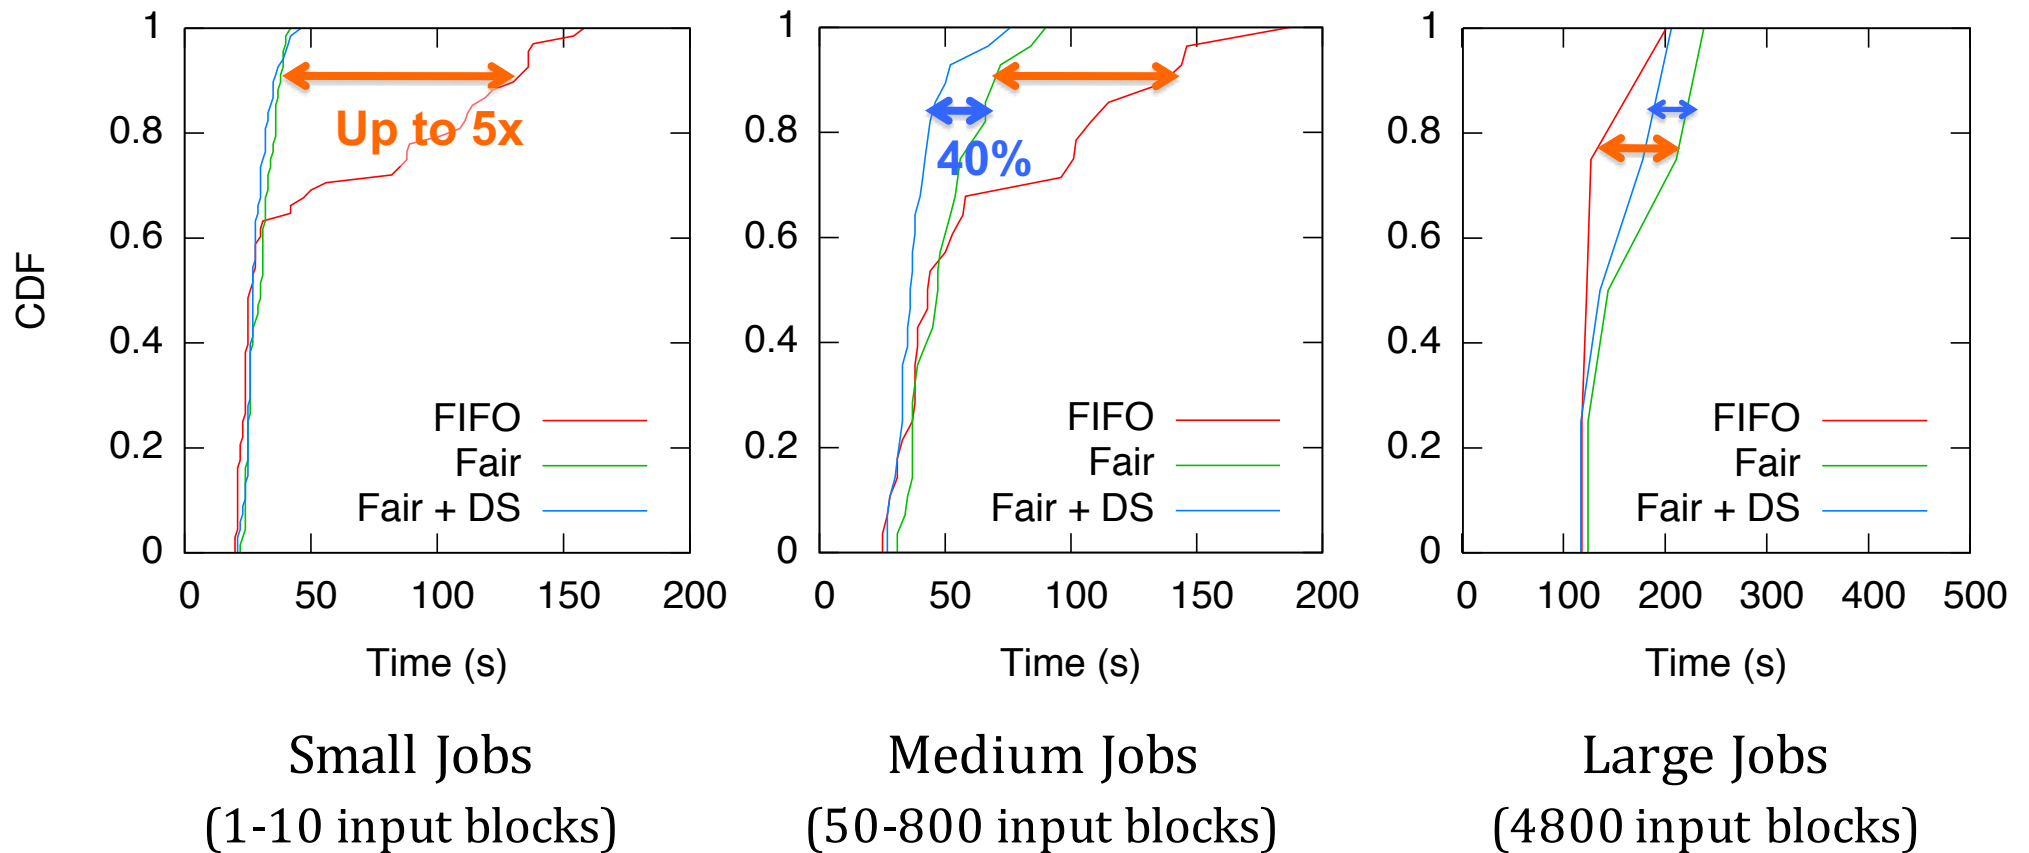 CDF
1
0.8
0.6
0.4
0.2
0
0 50 100 150 200
Time (s)
Up to 5x
FIFO
Fair
Fair + DS
Small Jobs
(1-10 input blocks)
1
0.8
0.6
0.4
0.2
0
0 50 100 150 200
Time (s)
40%
FIFO
Fair
Fair + DS
Medium Jobs
(50-800 input blocks)
1
0.8
0.6
0.4
0.2
0
0 100 200 300 400 500
Time (s)
FIFO
Fair
Fair + DS
Large Jobs
(4800 input blocks)